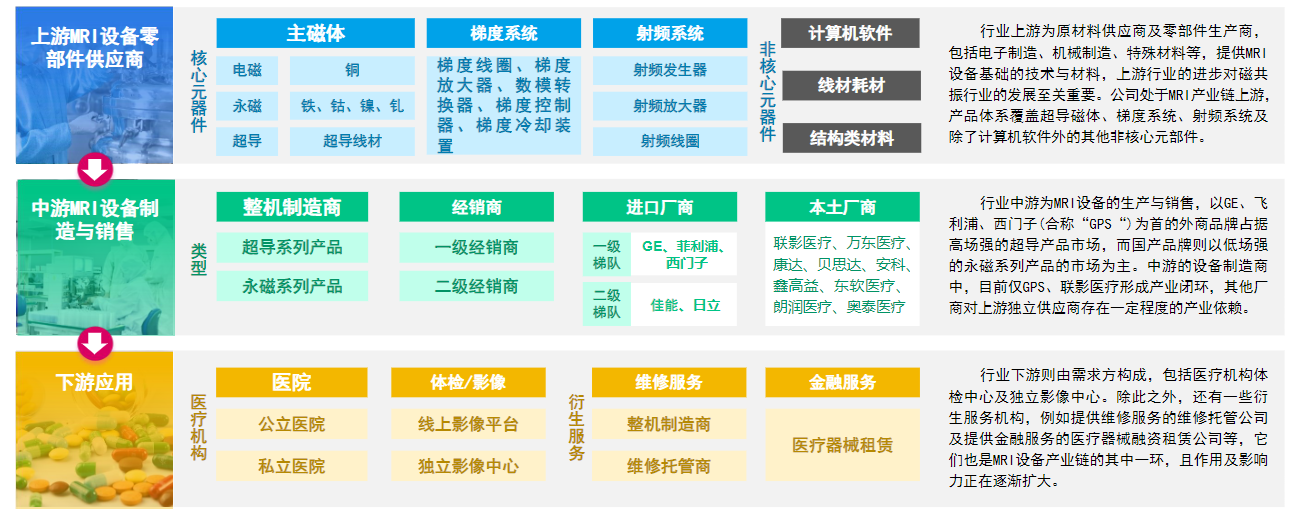 上游MRI设备零
部件供应商
核心元器件
主磁体
电磁
铜
永磁
铁、钴、镍、钆
超导
超导线材
梯度系统
梯度线圈、梯度
放大器、数模转
换器、梯度控制
器、梯度冷却装
置
射频系统
射频发生器
射频放大器
射频线圈
非核心元器件
计算机软件
线材耗材
结构类材料
行业上游为原材料供应商及零部件生产商，
包括电子制造、机械制造、特殊材料等，提供MRI
设备基础的技术与材料，上游行业的进步对磁共
振行业的发展至关重要。公司处于MRI产业链上游，
产品体系覆盖超导磁体、梯度系统、射频系统及
除了计算机软件外的其他非核心元部件。
中游MRI设备制
造与销售
类型
整机制造商
超导系列产品
永磁系列产品
经销商
一级经销商
二级经销商
进口厂商
一级
梯队
GE、菲利浦、
西门子
二级
梯队
佳能、日立
本土厂商
联影医疗、万东医疗、
康达、贝思达、安科、
鑫高益、东软医疗、
朗润医疗、奥泰医疗
行业中游为MRI设备的生产与销售，以GE、飞
利浦、西门子(合称“GPS“)为首的外商品牌占据
高场强的超导产品市场，而国产品牌则以低场强
的永磁系列产品的市场为主。中游的设备制造商
中，目前仅GPS、联影医疗形成产业闭环，其他厂
商对上游独立供应商存在一定程度的产业依赖。
下游应用
医疗机构
医院
公立医院
私立医院
体检/影像
线上影像平台
独立影像中心
衍生服务
维修服务
整机制造商
维修托管商
金融服务
医疗器械租赁
行业下游则由需求方构成，包括医疗机构体
检中心及独立影像中心。除此之外，还有一些衍
生服务机构，例如提供维修服务的维修托管公司
及提供金融服务的医疗器械融资租赁公司等，它
们也是MRI设备产业链的其中一环，且作用及影响
力正在逐渐扩大。